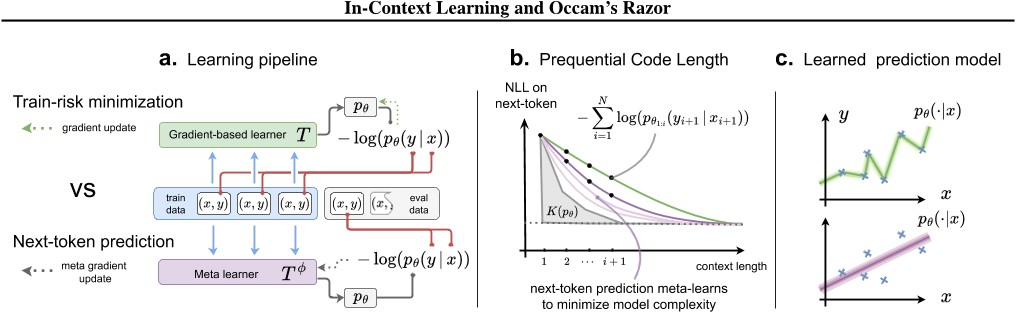 In-Context Learning and Occam's Razor
a. Learning pipeline
Train-risk minimization
gradient update
Gradient-based learner T
p_θ
− log(p_θ(y | x))
VS
train data
(x, y) (x, y) (x, y)
(x, y) (x,
eval data
Next-token prediction
meta gradient update
Meta learner T^ϕ
− log(p_θ(y | x))
p_θ
b. Prequential Code Length
NLL on next-token
− ∑_{i=1}^{N} log(p_{θ_{1:i}}(y_{i+1} | x_{i+1}))
K(p_θ)
1 2 ⋯ i+1
context length
next-token prediction meta-learns
to minimize model complexity
c. Learned prediction model
y
p_θ(·|x)
x
p_θ(·|x)
x